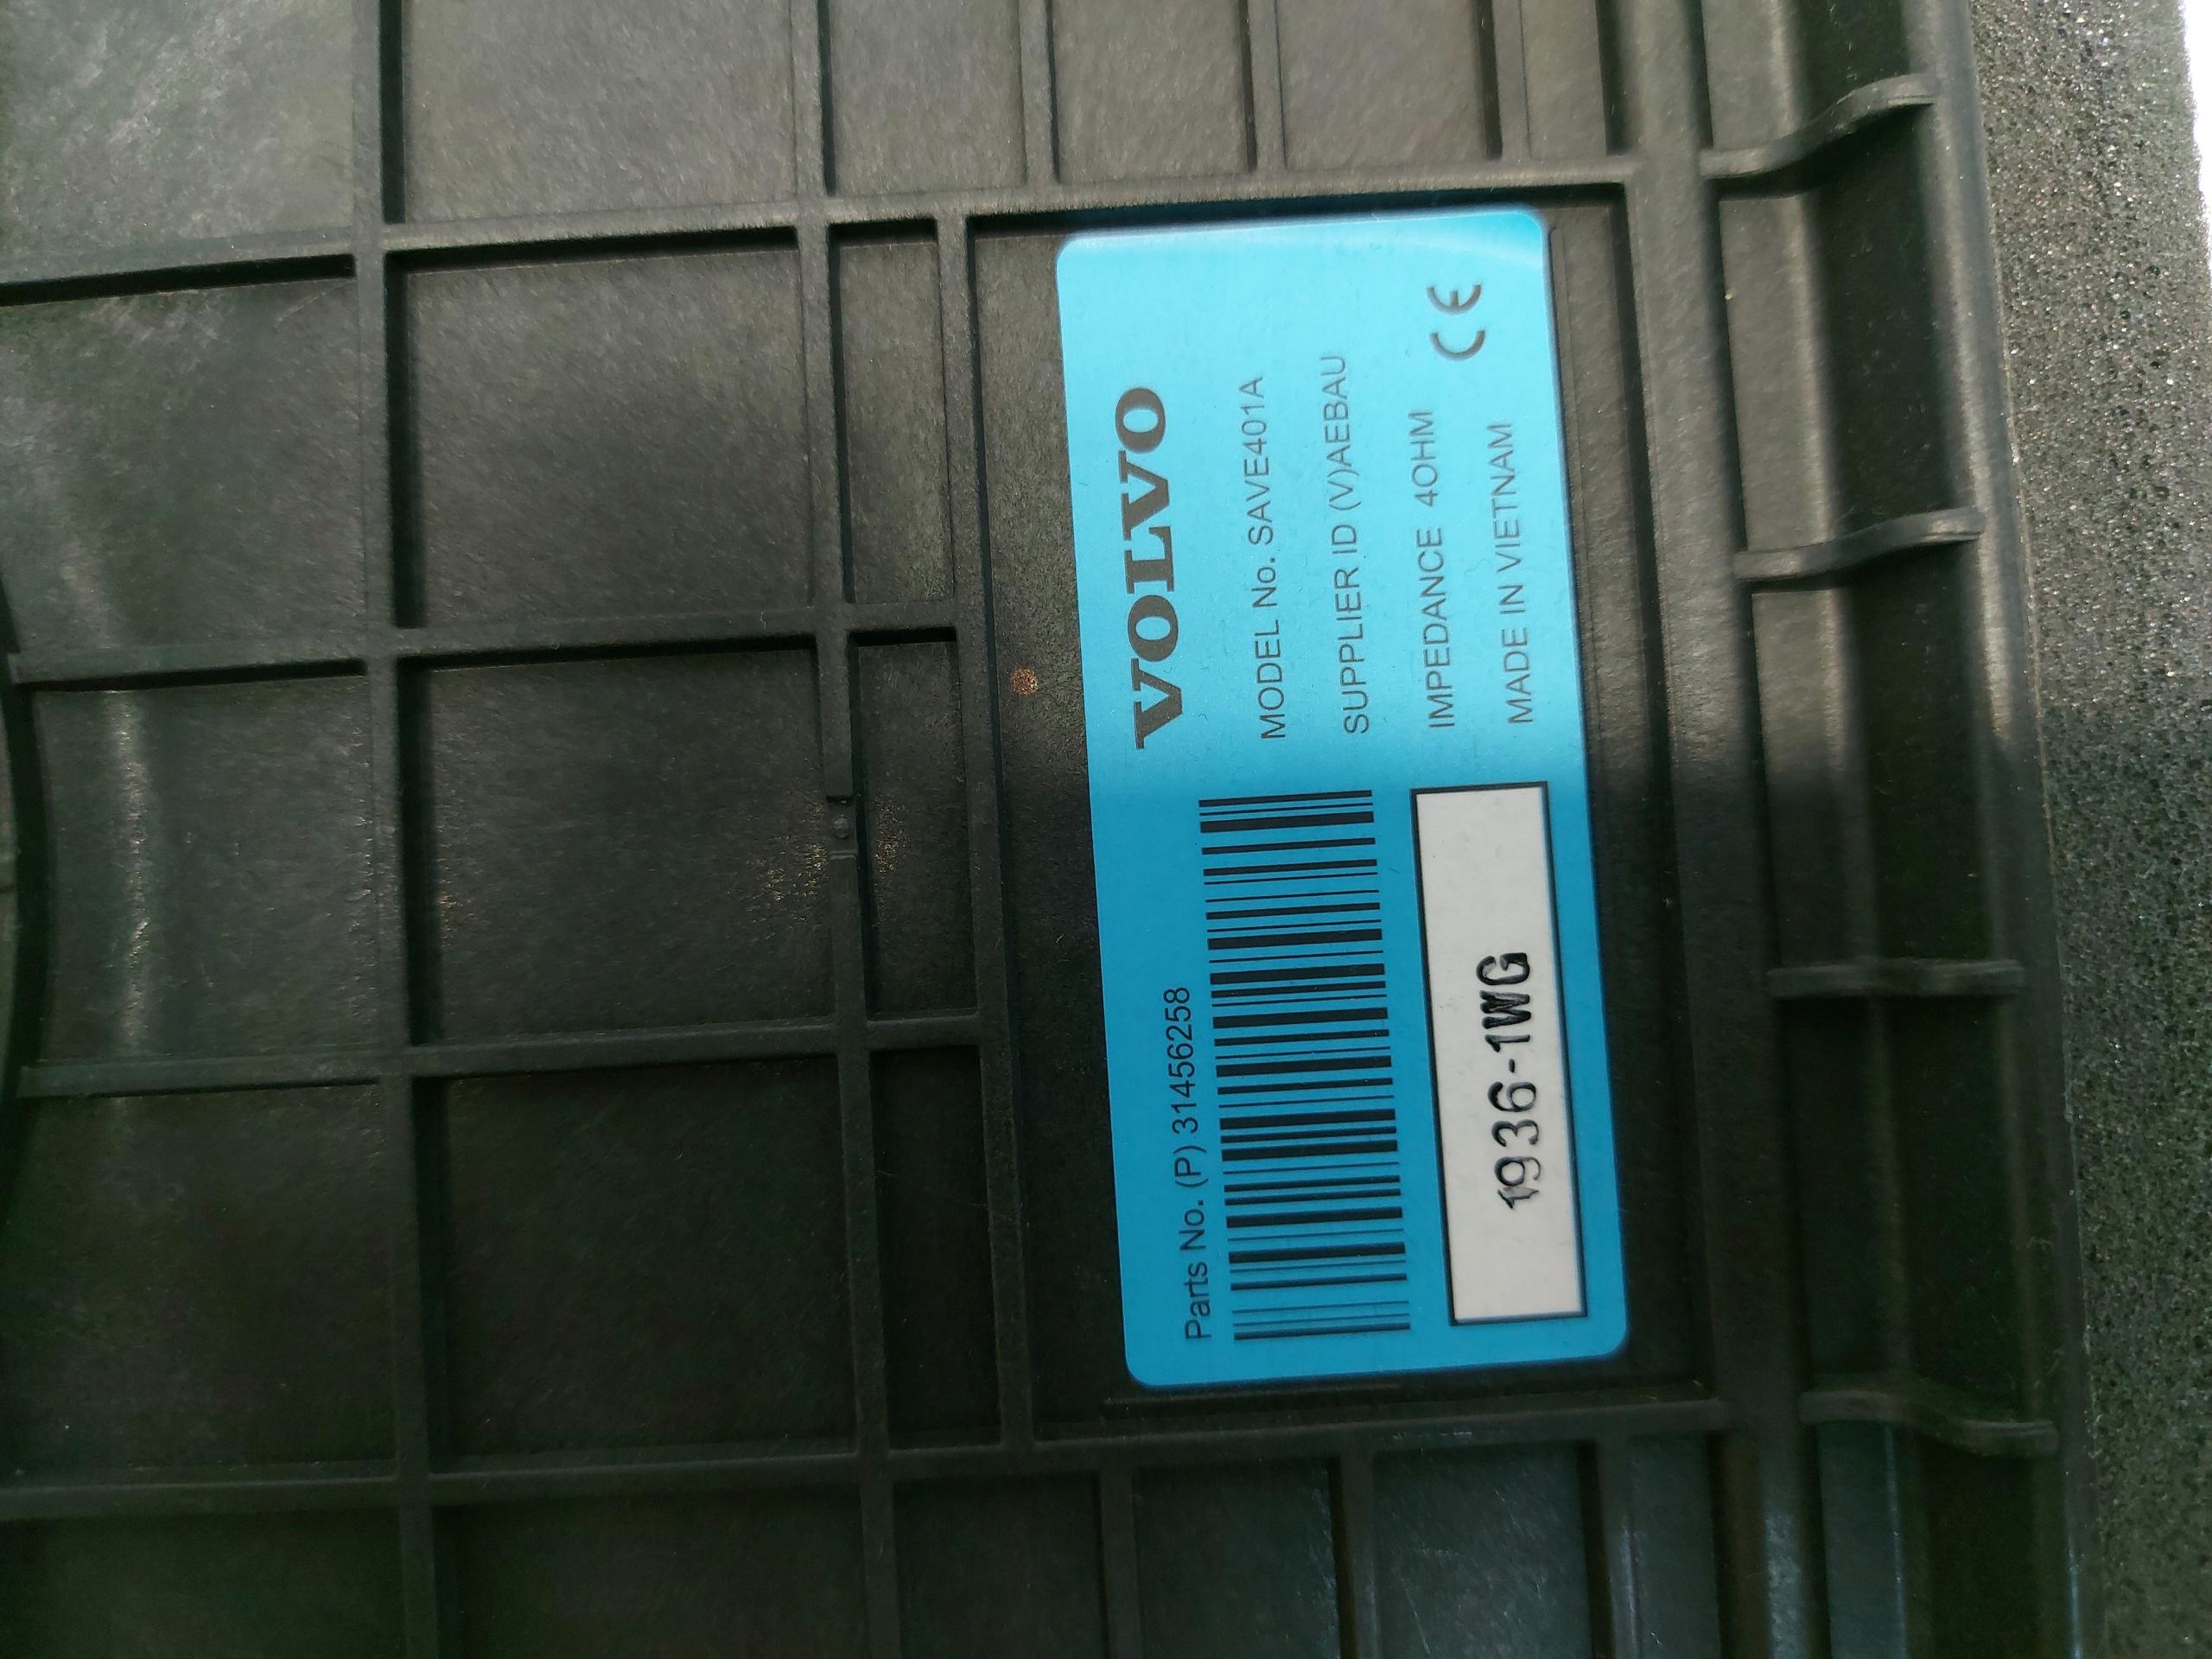 Parts No. (P) 31456258
1936-1WG
VOLVO
MODEL No. SAVE401A
SUPPLIER ID (V)AEBAU
IMPEDANCE 4OHM
MADE IN VIETNAM
CE